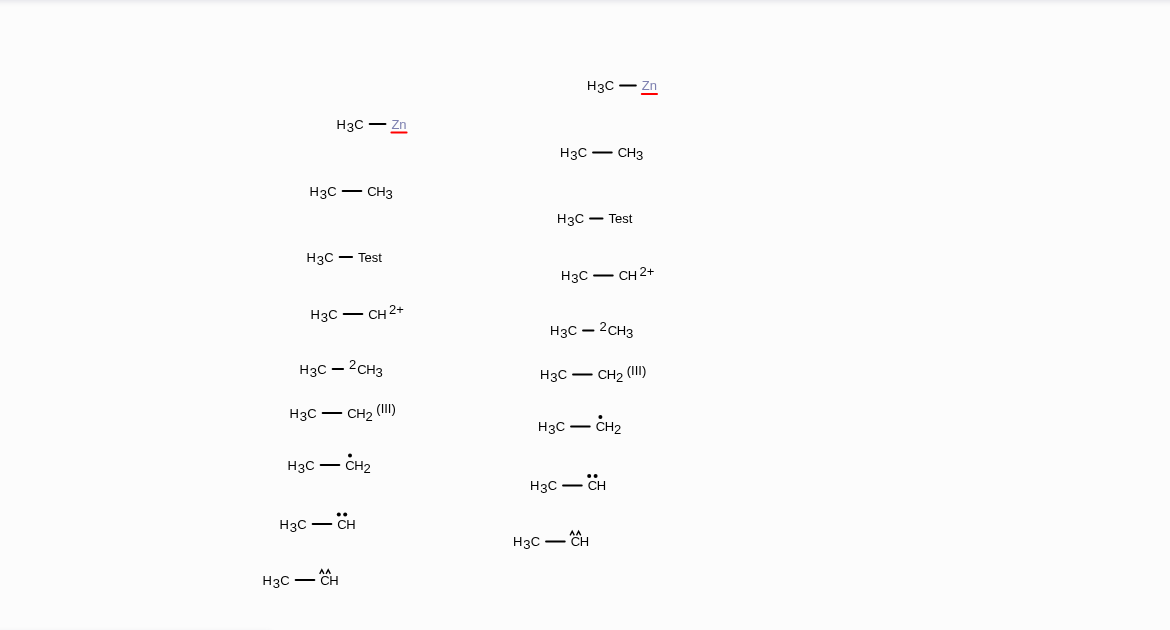 H3C — Zn
H3C — Zn
H3C — CH3
H3C — CH3
H3C — Test
H3C — Test
H3C — CH 2+
H3C — CH 2+
H3C — 2CH3
H3C — 2CH3
H3C — CH2 (III)
H3C — CH2 (III)
H3C — CH2
H3C — CH2
H3C — CH
H3C — CH
H3C — CH
H3C — CH